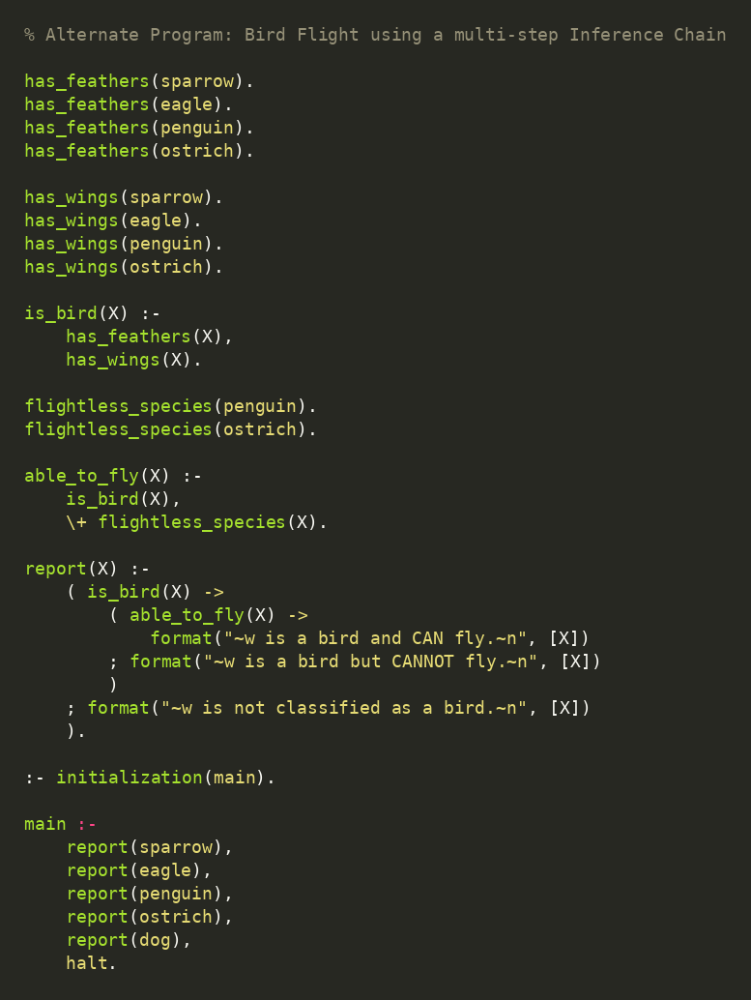 % Alternate Program: Bird Flight using a multi-step Inference Chain

has_feathers(sparrow).
has_feathers(eagle).
has_feathers(penguin).
has_feathers(ostrich).

has_wings(sparrow).
has_wings(eagle).
has_wings(penguin).
has_wings(ostrich).

is_bird(X) :-
    has_feathers(X),
    has_wings(X).

flightless_species(penguin).
flightless_species(ostrich).

able_to_fly(X) :-
    is_bird(X),
    \+ flightless_species(X).

report(X) :-
    ( is_bird(X) ->
        ( able_to_fly(X) ->
            format("~w is a bird and CAN fly.~n", [X])
        ; format("~w is a bird but CANNOT fly.~n", [X])
        )
    ; format("~w is not classified as a bird.~n", [X])
    ).

:- initialization(main).

main :-
    report(sparrow),
    report(eagle),
    report(penguin),
    report(ostrich),
    report(dog),
    halt.